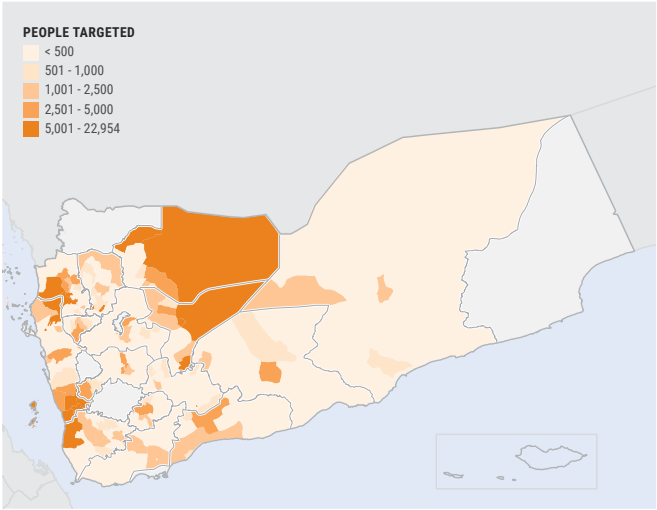 PEOPLE TARGETED
< 500
501 - 1,000
1,001 - 2,500
2,501 - 5,000
5,001 - 22,954